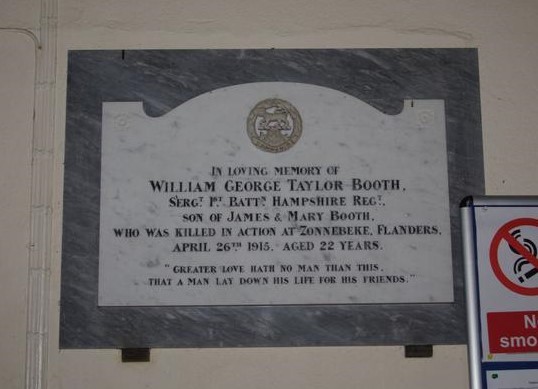 IN LOVING MEMORY OF
WILLIAM GEORGE TAYLOR BOOTH,
SERGT. 1ST. BATTN. HAMPSHIRE REGT.,
SON OF JAMES & MARY BOOTH,
WHO WAS KILLED IN ACTION AT ZONNEBEKE, FLANDERS,
APRIL 26TH 1915. AGED 22 YEARS.
"GREATER LOVE HATH NO MAN THAN THIS,
THAT A MAN LAY DOWN HIS LIFE FOR HIS FRIENDS."
No
smo